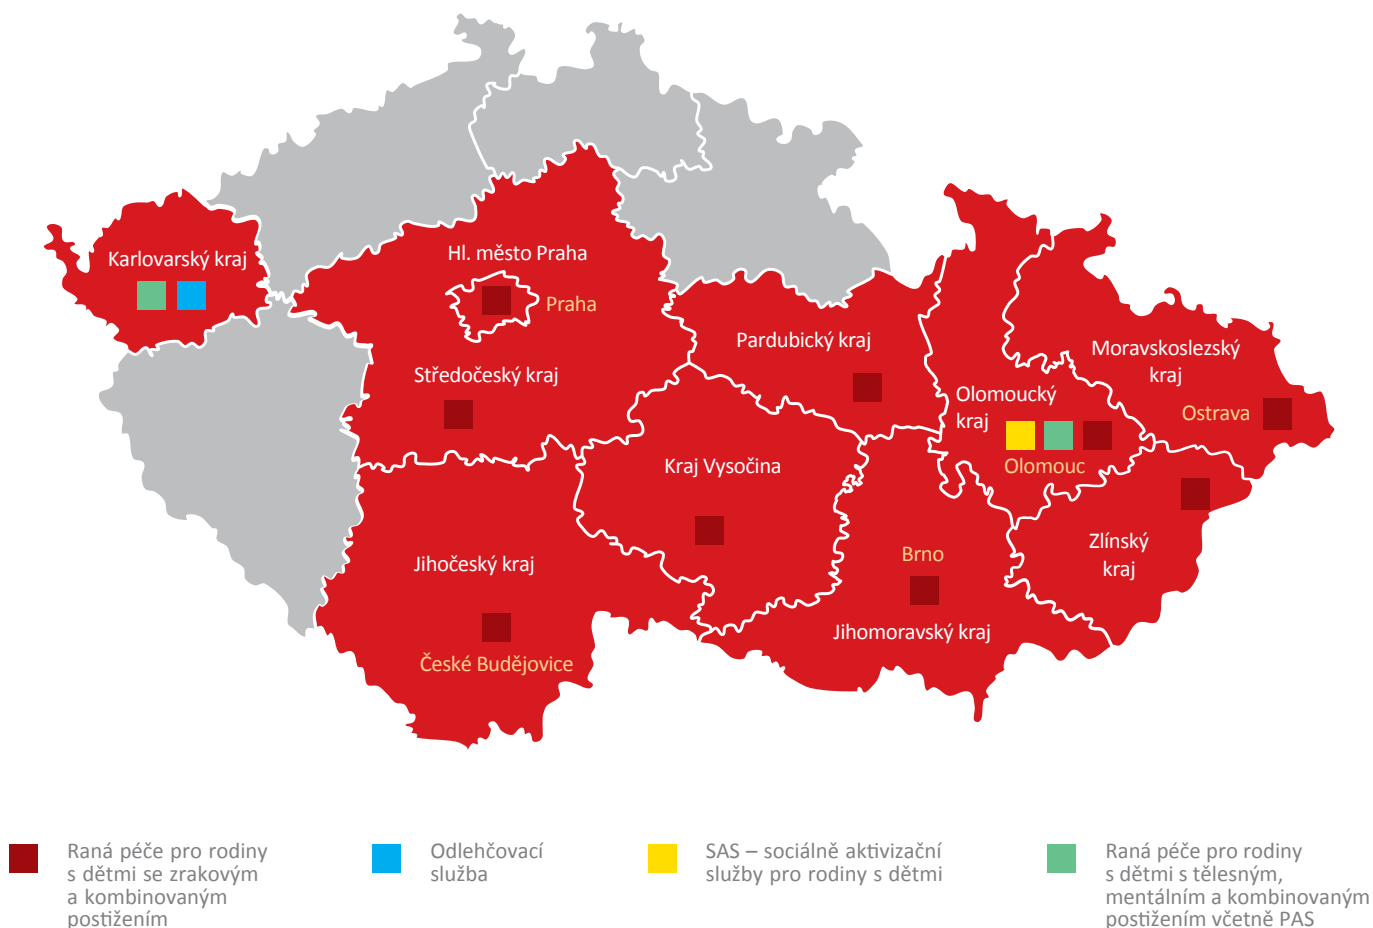 Hl. město Praha
Karlovarský kraj
Praha
Pardubický kraj
Moravskoslezský
kraj
Středočeský kraj
Olomoucký
kraj
Ostrava
Kraj Vysočina
Olomouc
Zlínský
kraj
Brno
Jihočeský kraj
Jihomoravský kraj
České Budějovice
Raná péče pro rodiny
s dětmi se zrakovým
a kombinovaným
postižením
Odlehčovací
služba
SAS – sociálně aktivizační
služby pro rodiny s dětmi
Raná péče pro rodiny
s dětmi s tělesným,
mentálním a kombinovaným
postižením včetně PAS